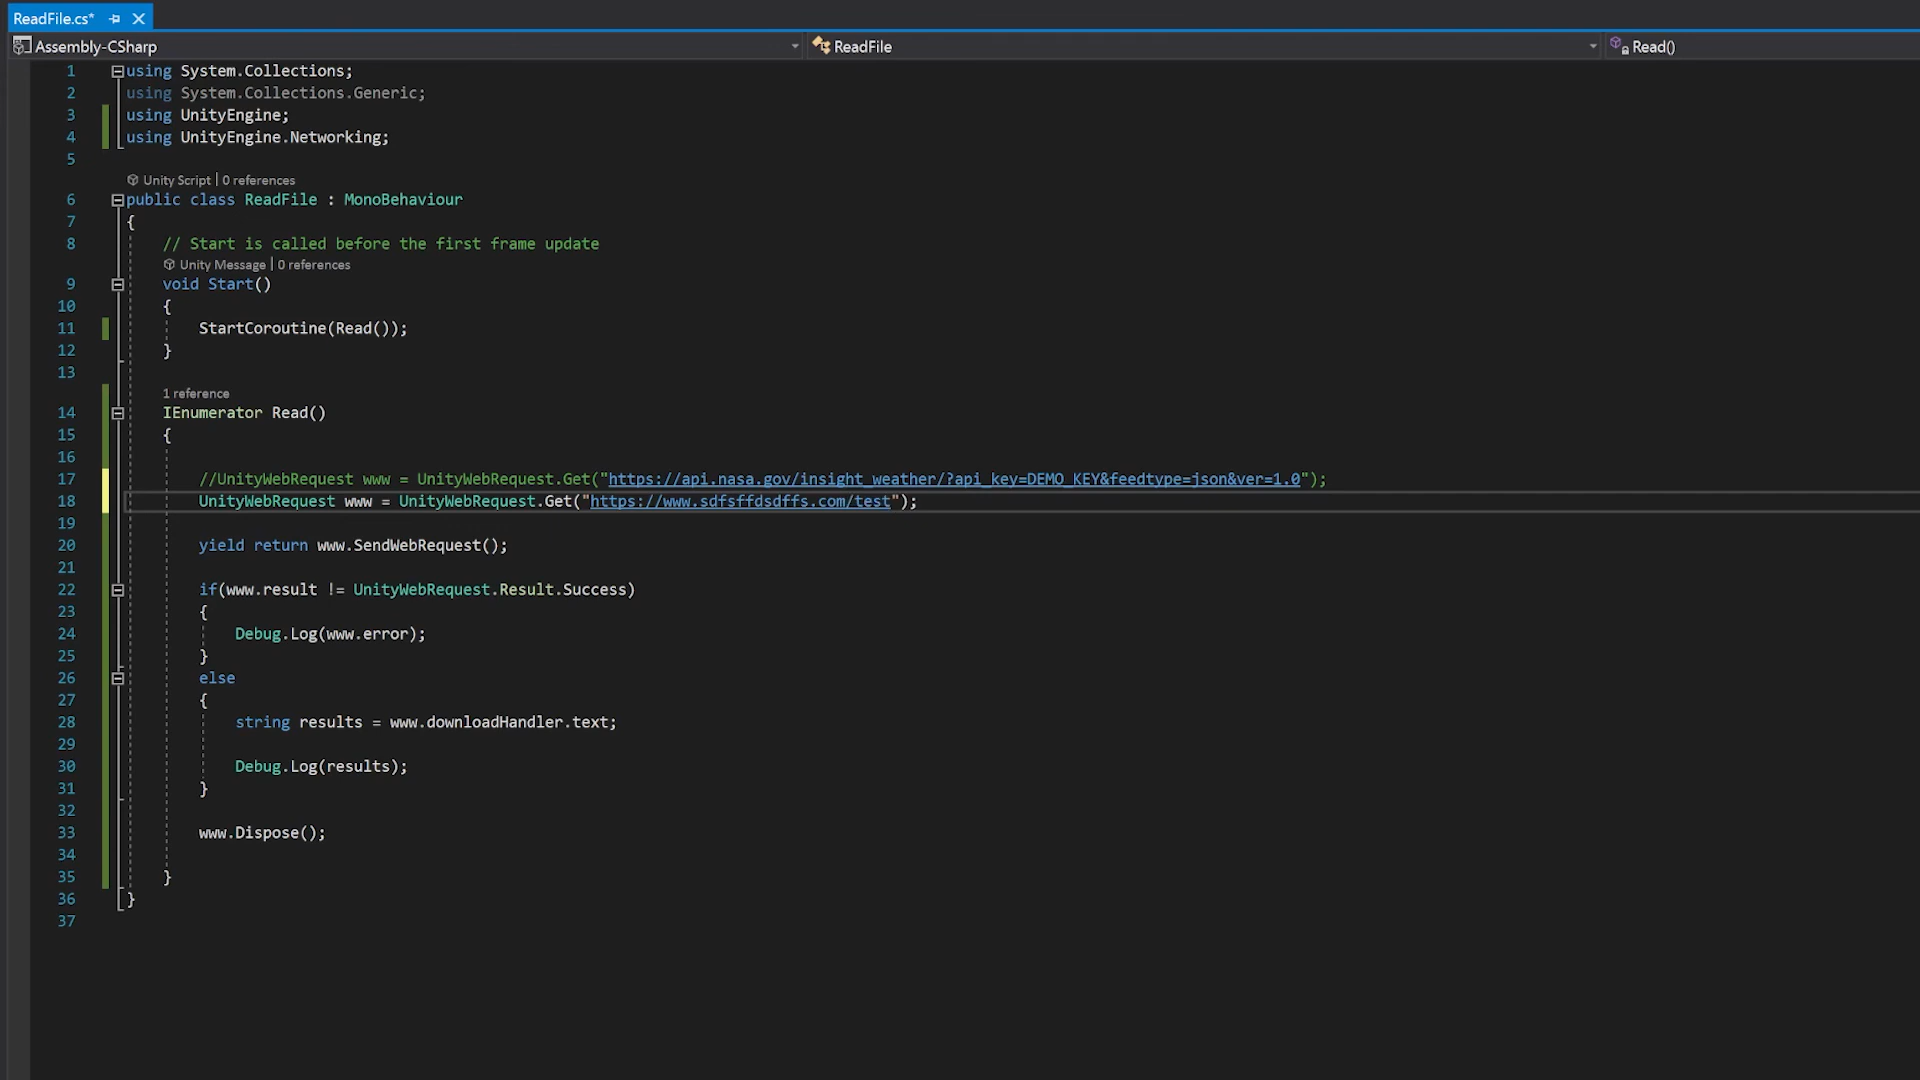 ReadFile.cs*
Assembly-CSharp ReadFile Read()
1 using System.Collections;
2 using System.Collections.Generic;
3 using UnityEngine;
4 using UnityEngine.Networking;
5
Unity Script | 0 references
6 public class ReadFile : MonoBehaviour
7 {
8 // Start is called before the first frame update
Unity Message | 0 references
9 void Start()
10 {
11 StartCoroutine(Read());
12 }
13
1 reference
14 IEnumerator Read()
15 {
16
17 //UnityWebRequest www = UnityWebRequest.Get("https://api.nasa.gov/insight_weather/?api_key=DEMO_KEY&feedtype=json&ver=1.0");
18 UnityWebRequest www = UnityWebRequest.Get("https://www.sdfsffdsdffs.com/test");
19
20 yield return www.SendWebRequest();
21
22 if(www.result != UnityWebRequest.Result.Success)
23 {
24 Debug.Log(www.error);
25 }
26 else
27 {
28 string results = www.downloadHandler.text;
29
30 Debug.Log(results);
31 }
32
33 www.Dispose();
34
35 }
36 }
37